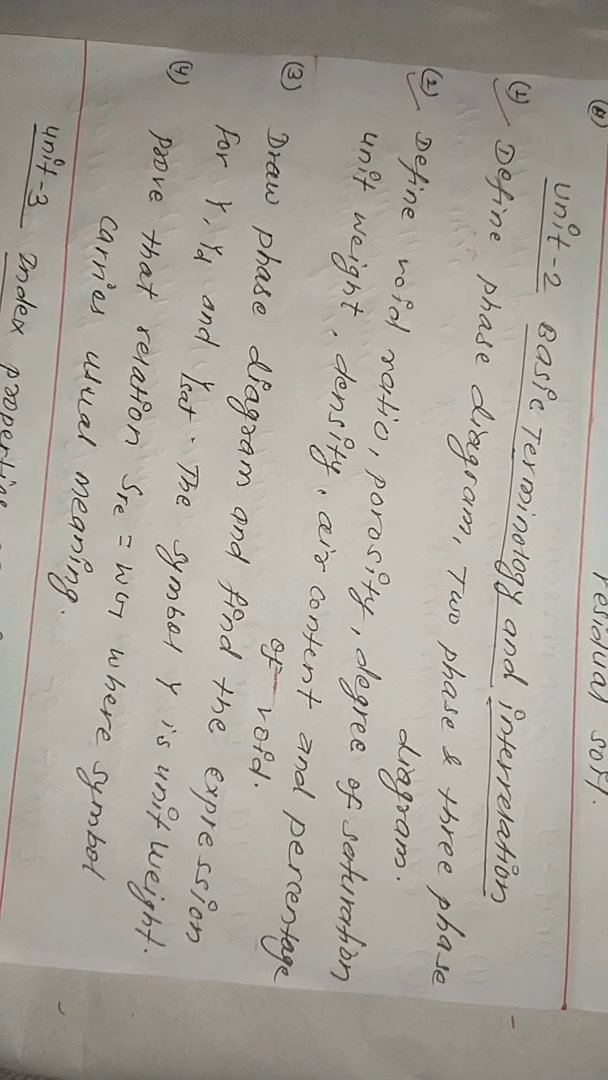 residual soil.
(6)
unit-2 Basic Terminology and interrelation
(1) Define phase diagram, Two phase & three phase
diagram.
(2) Define void ratio, porosity, degree of saturation
unit weight, density, air content and percentage
of void.
(3) Draw phase diagram and find the expression
for γ, γd and γsat. The symbol γ is unit weight.
(4) prove that relation Sre = wG where symbol
carries usual meaning.
unit-3 Index properties